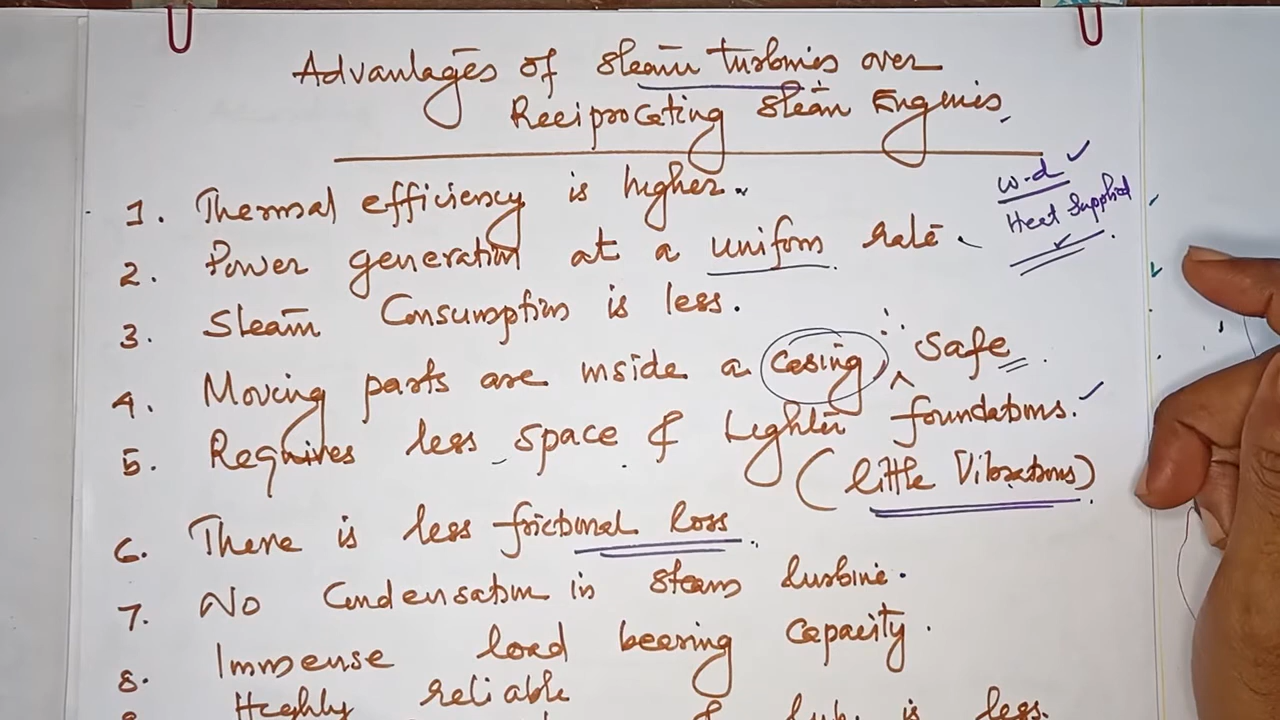 Advantages of Steam Turbines over
Reciprocating Steam Engines.
1. Thermal efficiency is higher.
w.d
Heat Supplied
2. Power generation at a uniform rate.
3. Steam Consumption is less.
4. Moving parts are inside a casing, ∴ Safe
5. Requires less space & Lighter foundations.
(little Vibrations)
6. There is less frictional loss.
7. No Condensation in steam turbine.
8. Immense load bearing capacity.
Highly reliable
is less.